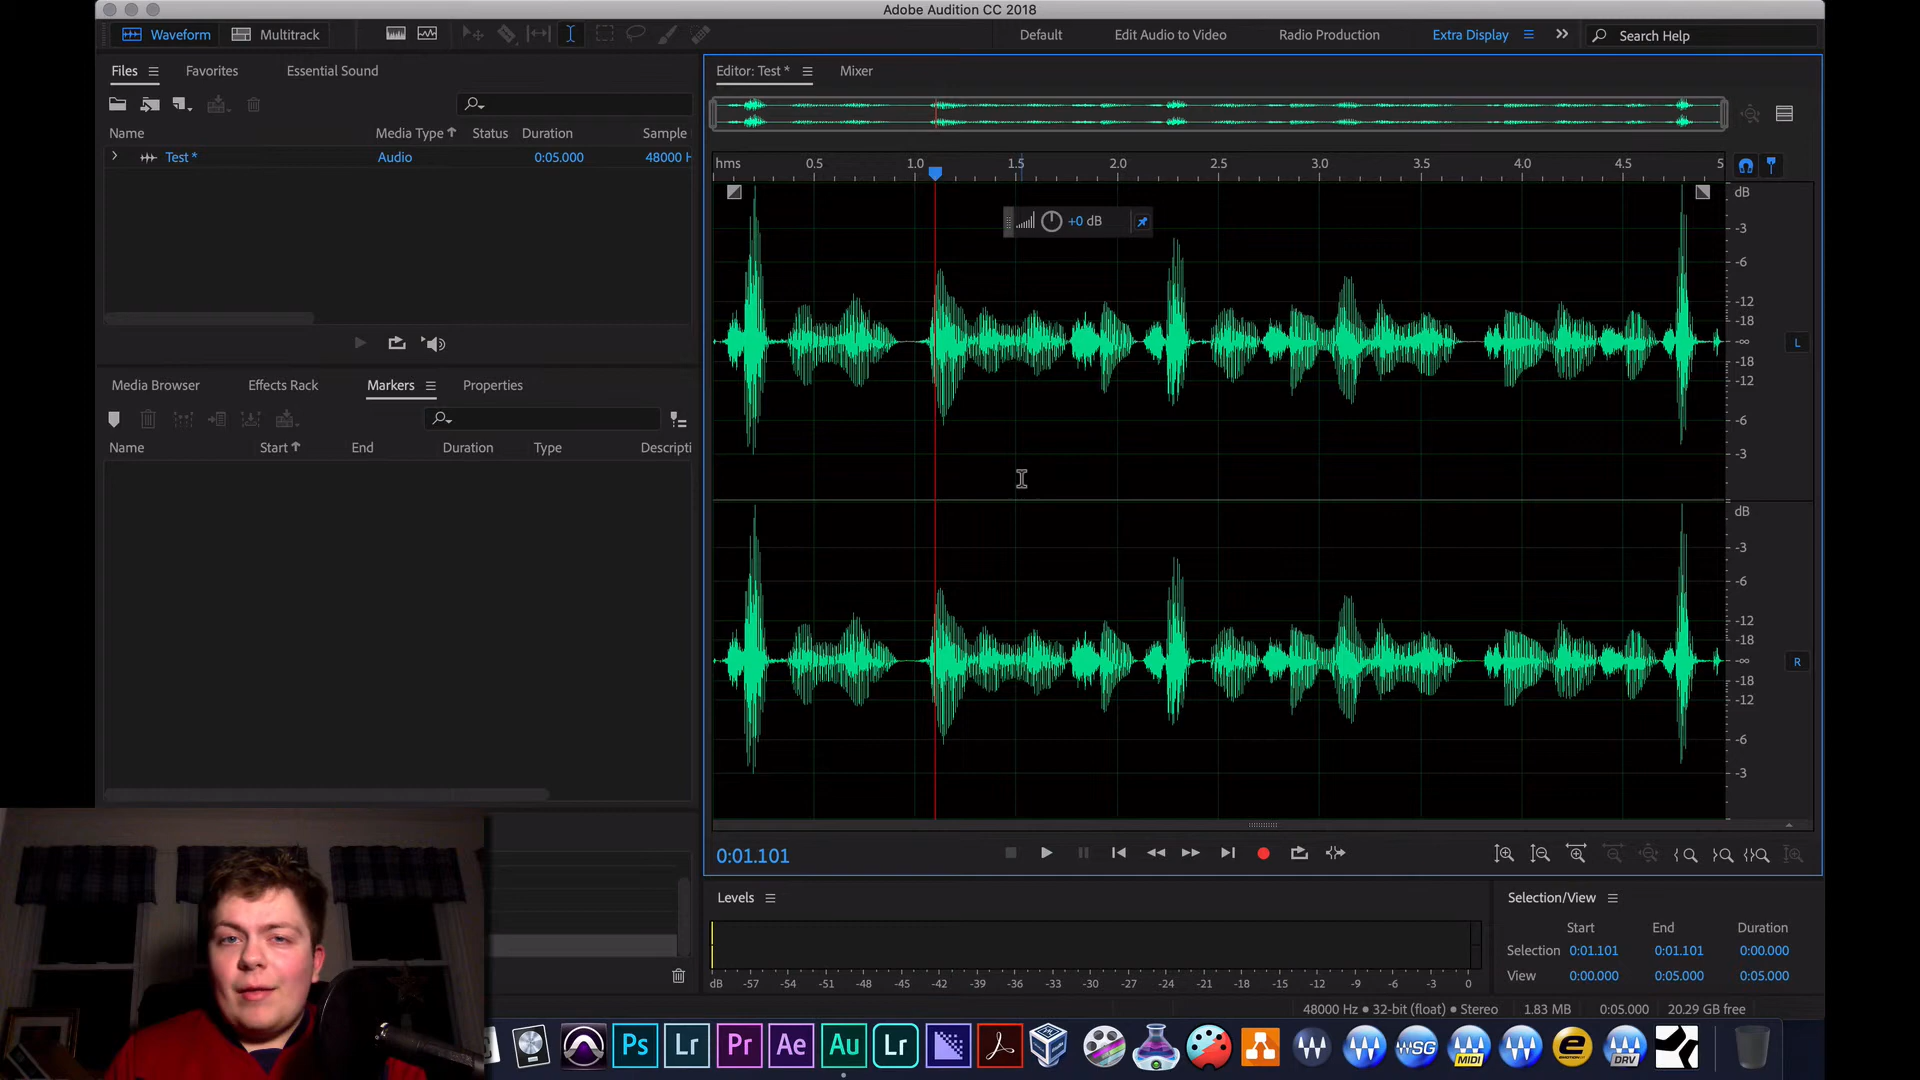 Adobe Audition CC 2018
Waveform Multitrack Default Edit Audio to Video Radio Production Extra Display Search Help
Files Favorites Essential Sound
Name Media Type Status Duration Sample
Test * Audio 0:05.000 48000 H
Media Browser Effects Rack Markers Properties
Name Start End Duration Type Descripti
Editor: Test * Mixer
hms 0.5 1.0 1.5 2.0 2.5 3.0 3.5 4.0 4.5 5
+0 dB
dB
-3
-6
-12
-18
-∞
-18
-12
-6
-3
L
dB
-3
-6
-12
-18
-∞
-18
-12
-6
-3
R
0:01.101
Levels
dB -57 -54 -51 -48 -45 -42 -39 -36 -33 -30 -27 -24 -21 -18 -15 -12 -9 -6 -3 0
Selection/View
Start End Duration
Selection 0:01.101 0:01.101 0:00.000
View 0:00.000 0:05.000 0:05.000
48000 Hz • 32-bit (float) • Stereo 1.83 MB 0:05.000 20.29 GB free
Ps Lr Pr Ae Au Lr W W WSG W MIDI W e W DRV